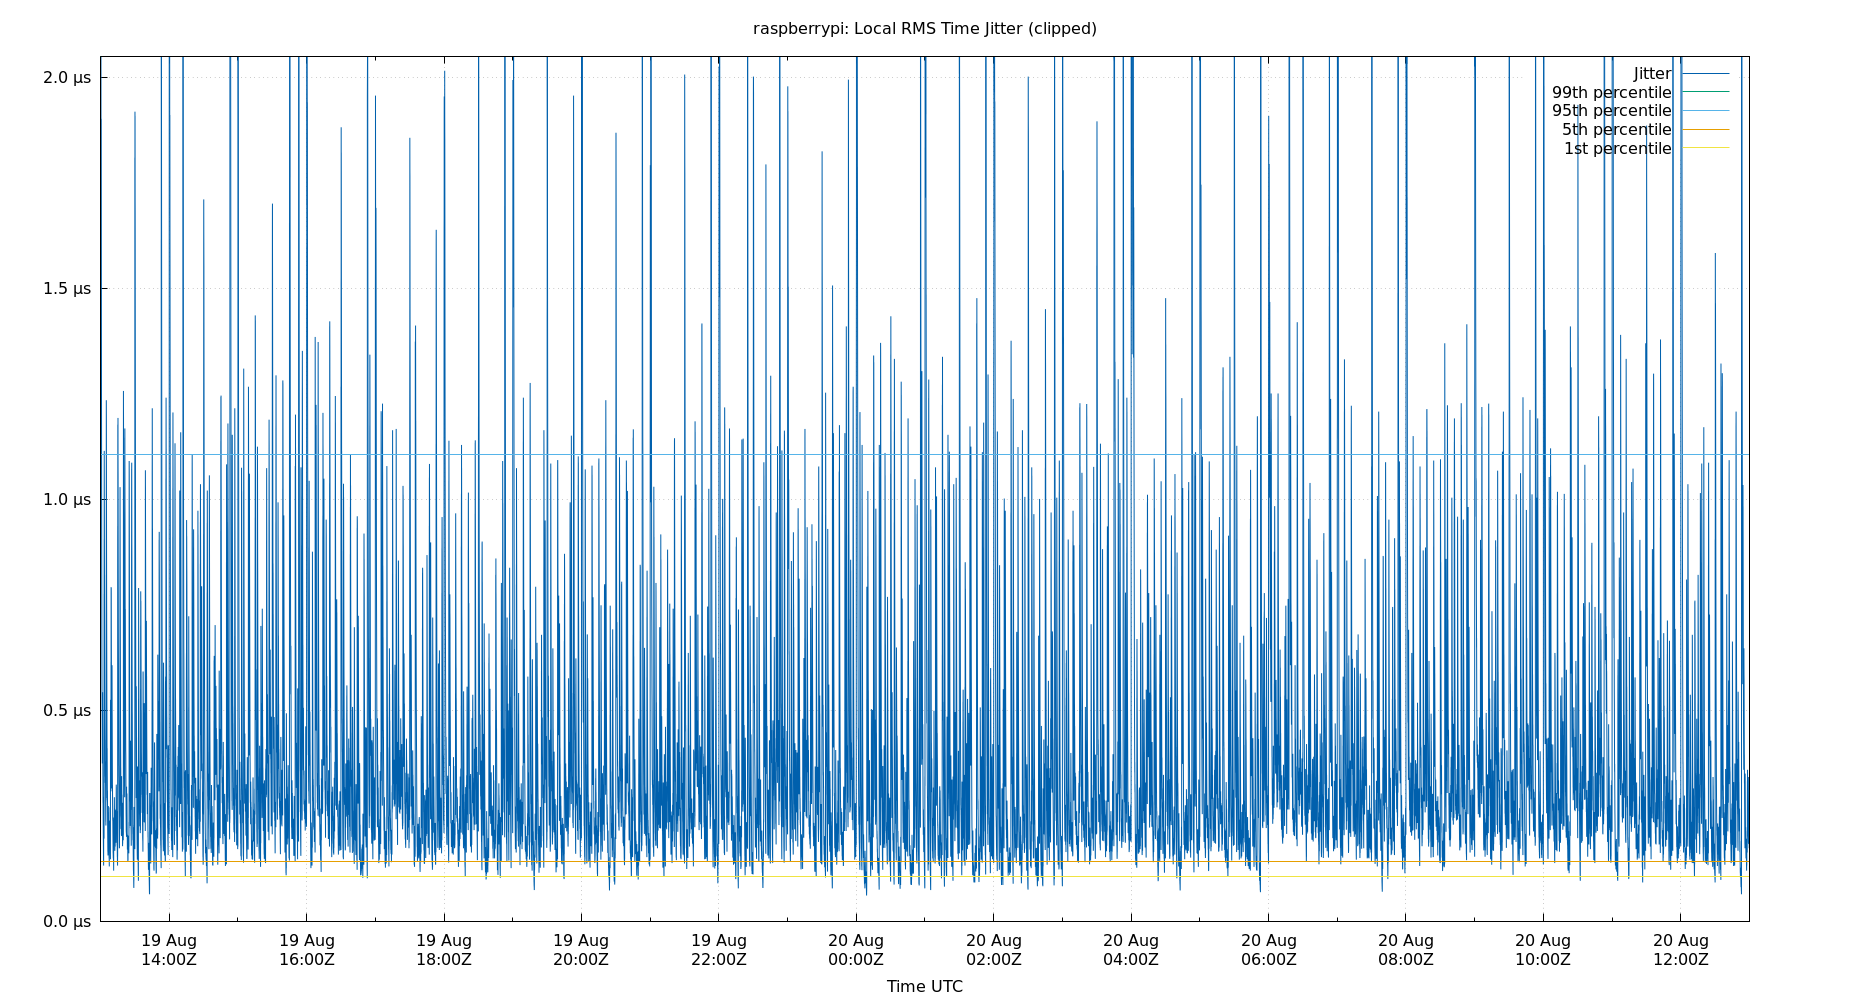 raspberrypi: Local RMS Time Jitter (clipped)
2.0 µs
1.5 µs
1.0 µs
0.5 µs
0.0 µs
Jitter
99th percentile
95th percentile
5th percentile
1st percentile
19 Aug 19 Aug 19 Aug 19 Aug 19 Aug 20 Aug 20 Aug 20 Aug 20 Aug 20 Aug 20 Aug 20 Aug
14:00Z 16:00Z 18:00Z 20:00Z 22:00Z 00:00Z 02:00Z 04:00Z 06:00Z 08:00Z 10:00Z 12:00Z
Time UTC